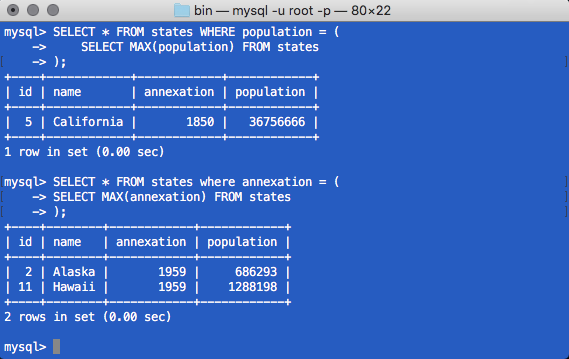 bin — mysql -u root -p — 80×22
mysql> SELECT * FROM states WHERE population = (
    ->     SELECT MAX(population) FROM states
    -> );
+----+------------+-----------+------------+
| id | name       | annexation | population |
+----+------------+-----------+------------+
|  5 | California |       1850 |   36756666 |
+----+------------+-----------+------------+
1 row in set (0.00 sec)
mysql> SELECT * FROM states where annexation = (
    -> SELECT MAX(annexation) FROM states
    -> );
+----+--------+------------+------------+
| id | name   | annexation | population |
+----+--------+------------+------------+
|  2 | Alaska |       1959 |     686293 |
| 11 | Hawaii |       1959 |    1288198 |
+----+--------+------------+------------+
2 rows in set (0.00 sec)
mysql>